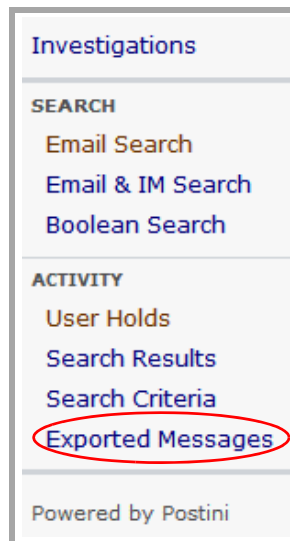 Investigations
SEARCH
Email Search
Email & IM Search
Boolean Search
ACTIVITY
User Holds
Search Results
Search Criteria
Exported Messages
Powered by Postini